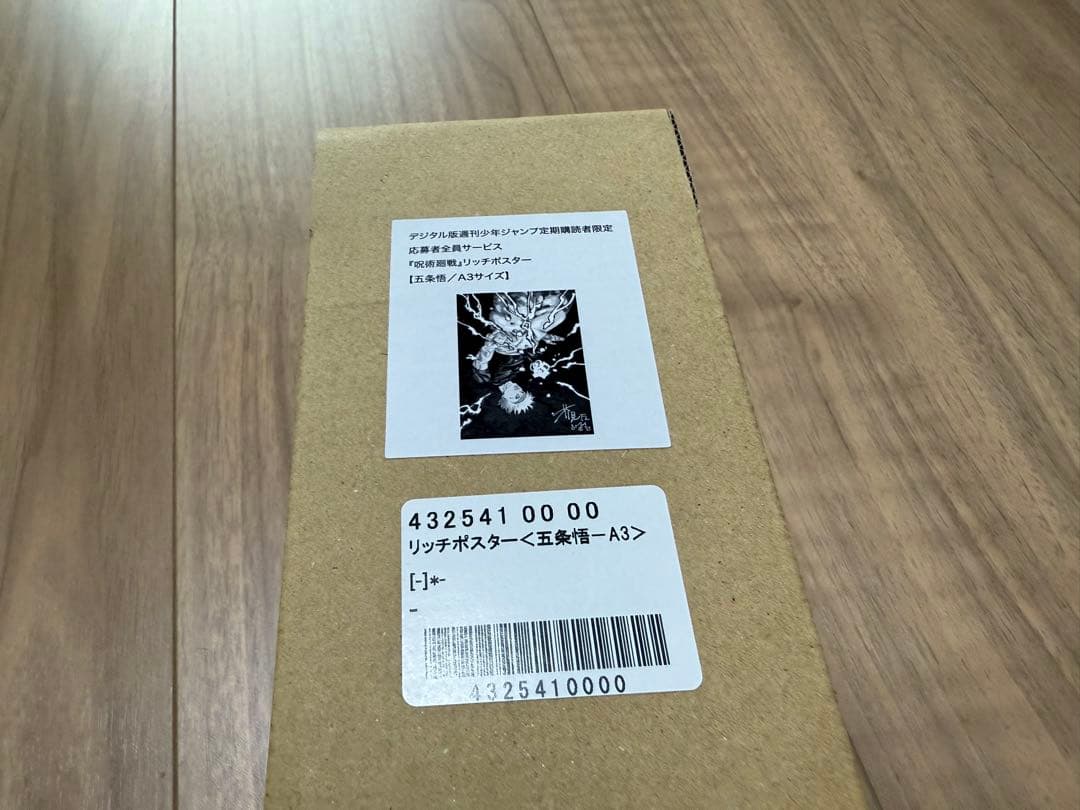 デジタル版週刊少年ジャンプ定期購読者限定
応募者全員サービス
『呪術廻戦』リッチポスター
【五条悟／A3サイズ】
432541 00 00
リッチポスター＜五条悟－A3＞
[-]*-
-
4325410000